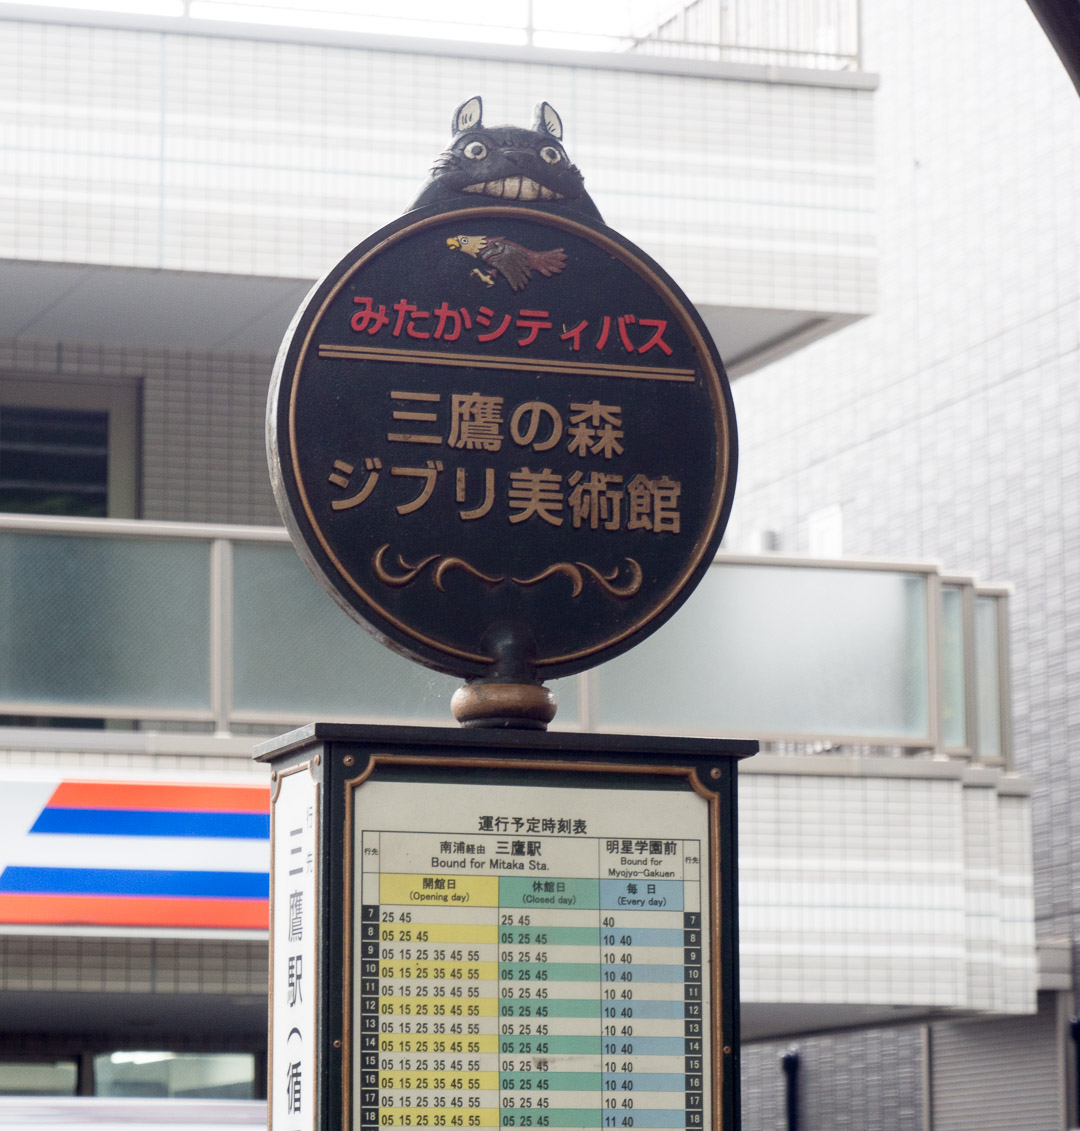 みたかシティバス
三鷹の森
ジブリ美術館
行先
三鷹駅(循
運行予定時刻表
行先 南浦経由 三鷹駅 明星学園前 行先
Bound for Mitaka Sta. Bound for
Myojyo-Gakuen
開館日 休館日 毎日
(Opening day) (Closed day) (Every day)
7 25 45 25 45 40 7
8 05 25 45 05 25 45 10 40 8
9 05 15 25 35 45 55 05 25 45 10 40 9
10 05 15 25 35 45 55 05 25 45 10 40 10
11 05 15 25 35 45 55 05 25 45 10 40 11
12 05 15 25 35 45 55 05 25 45 10 40 12
13 05 15 25 35 45 55 05 25 45 10 40 13
14 05 15 25 35 45 55 05 25 45 10 40 14
15 05 15 25 35 45 55 05 25 45 10 40 15
16 05 15 25 35 45 55 05 25 45 10 40 16
17 05 15 25 35 45 55 05 25 45 10 40 17
18 05 15 25 35 45 55 05 25 45 11 40 18